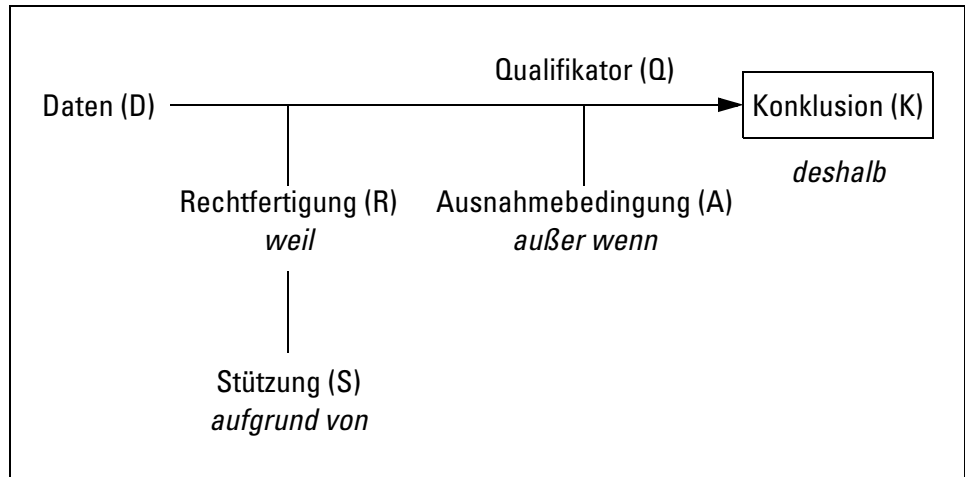 Qualifikator (Q)
Daten (D)
Konklusion (K)
deshalb
Rechtfertigung (R)
weil
Ausnahmebedingung (A)
außer wenn
Stützung (S)
aufgrund von